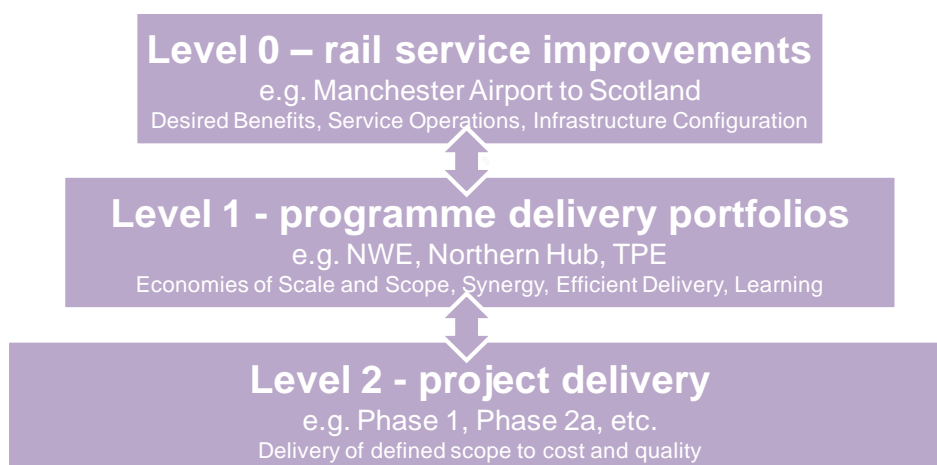 Level 0 – rail service improvements
e.g. Manchester Airport to Scotland
Desired Benefits, Service Operations, Infrastructure Configuration
Level 1 - programme delivery portfolios
e.g. NWE, Northern Hub, TPE
Economies of Scale and Scope, Synergy, Efficient Delivery, Learning
Level 2 - project delivery
e.g. Phase 1, Phase 2a, etc.
Delivery of defined scope to cost and quality